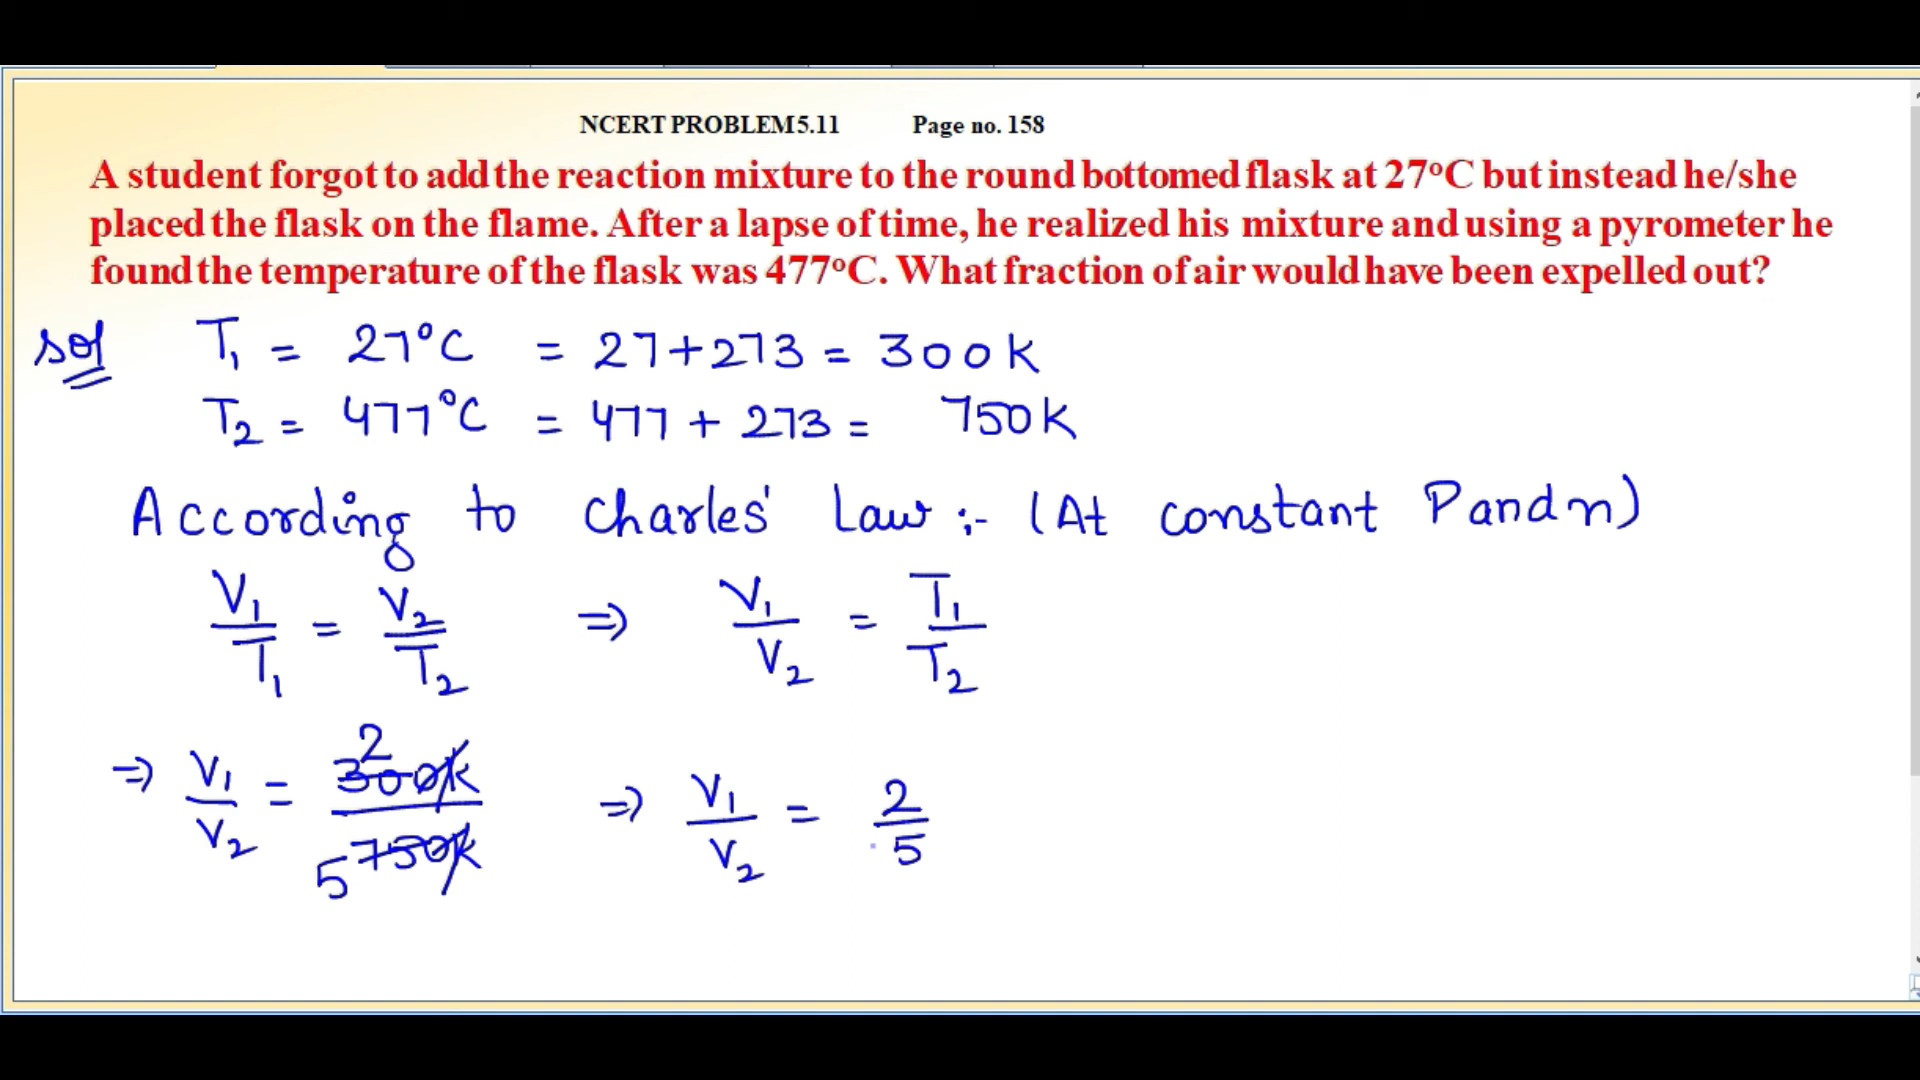 NCERT PROBLEM 5.11 Page no. 158
A student forgot to add the reaction mixture to the round bottomed flask at 27°C but instead he/she
placed the flask on the flame. After a lapse of time, he realized his mixture and using a pyrometer he
found the temperature of the flask was 477°C. What fraction of air would have been expelled out?
Sol T₁ = 27°C = 27+273 = 300K
T₂ = 477°C = 477 + 273 = 750K
According to Charles' Law :- (At constant P and n)
V₁/T₁ = V₂/T₂ ⇒ V₁/V₂ = T₁/T₂
⇒ V₁/V₂ = 2 300K / 5 750K ⇒ V₁/V₂ = 2/5